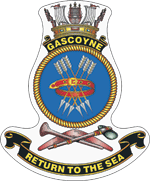 GASCOYNE
RETURN TO THE SEA